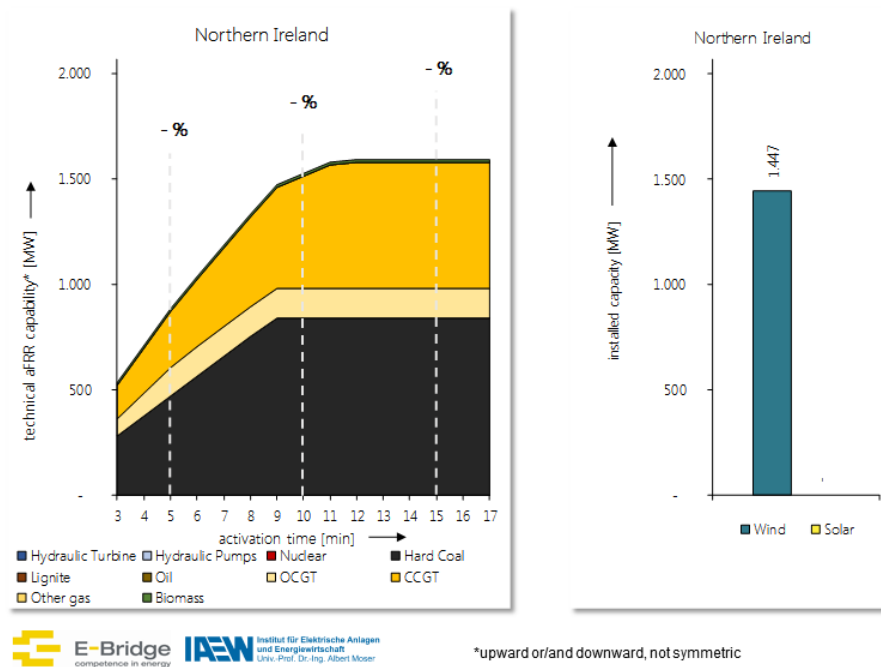 Northern Ireland
2.000
1.500
1.000
500
-
technical aFRR capability* [MW]
- %
- %
- %
3 4 5 6 7 8 9 10 11 12 13 14 15 16 17
activation time [min]
Hydraulic Turbine Hydraulic Pumps Nuclear Hard Coal
Lignite Oil OCGT CCGT
Other gas Biomass
Northern Ireland
2.000
1.500
1.000
500
-
installed capacity [MW]
1.447
Wind Solar
E-Bridge
competence in energy
IAEW Institut für Elektrische Anlagen
und Energiewirtschaft
Univ.-Prof. Dr.-Ing. Albert Moser
*upward or/and downward, not symmetric